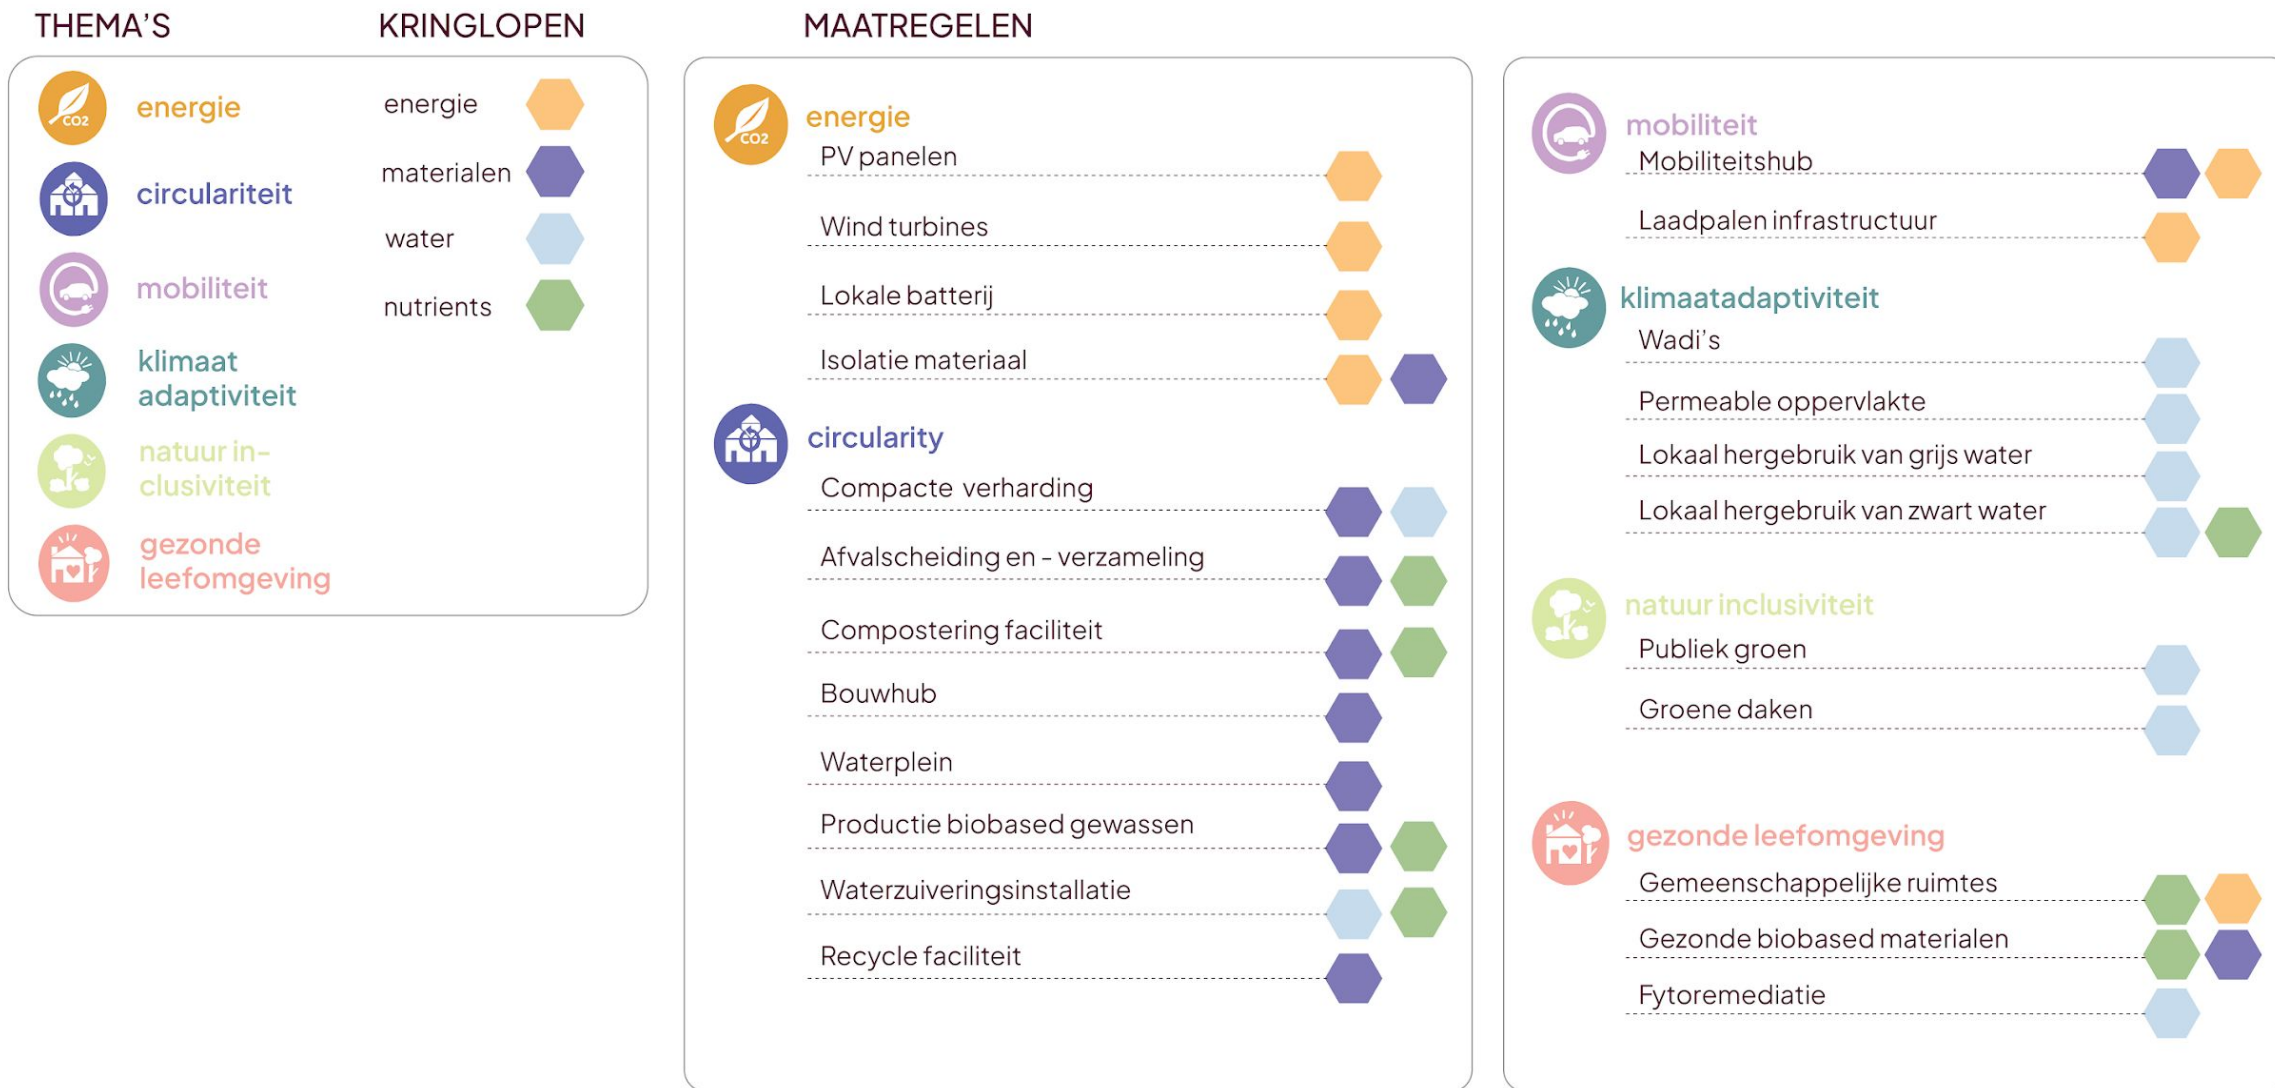 THEMA'S
KRINGLOPEN
MAATREGELEN
CO2
energie
circulariteit
mobiliteit
klimaat
adaptiviteit
natuur in-
clusiviteit
gezonde
leefomgeving
energie
materialen
water
nutrients
CO2
energie
PV panelen
Wind turbines
Lokale batterij
Isolatie materiaal
circularity
Compacte verharding
Afvalscheiding en - verzameling
Compostering faciliteit
Bouwhub
Waterplein
Productie biobased gewassen
Waterzuiveringsinstallatie
Recycle faciliteit
mobiliteit
Mobiliteitshub
Laadpalen infrastructuur
klimaatadaptiviteit
Wadi's
Permeable oppervlakte
Lokaal hergebruik van grijs water
Lokaal hergebruik van zwart water
natuur inclusiviteit
Publiek groen
Groene daken
gezonde leefomgeving
Gemeenschappelijke ruimtes
Gezonde biobased materialen
Fytoremediatie